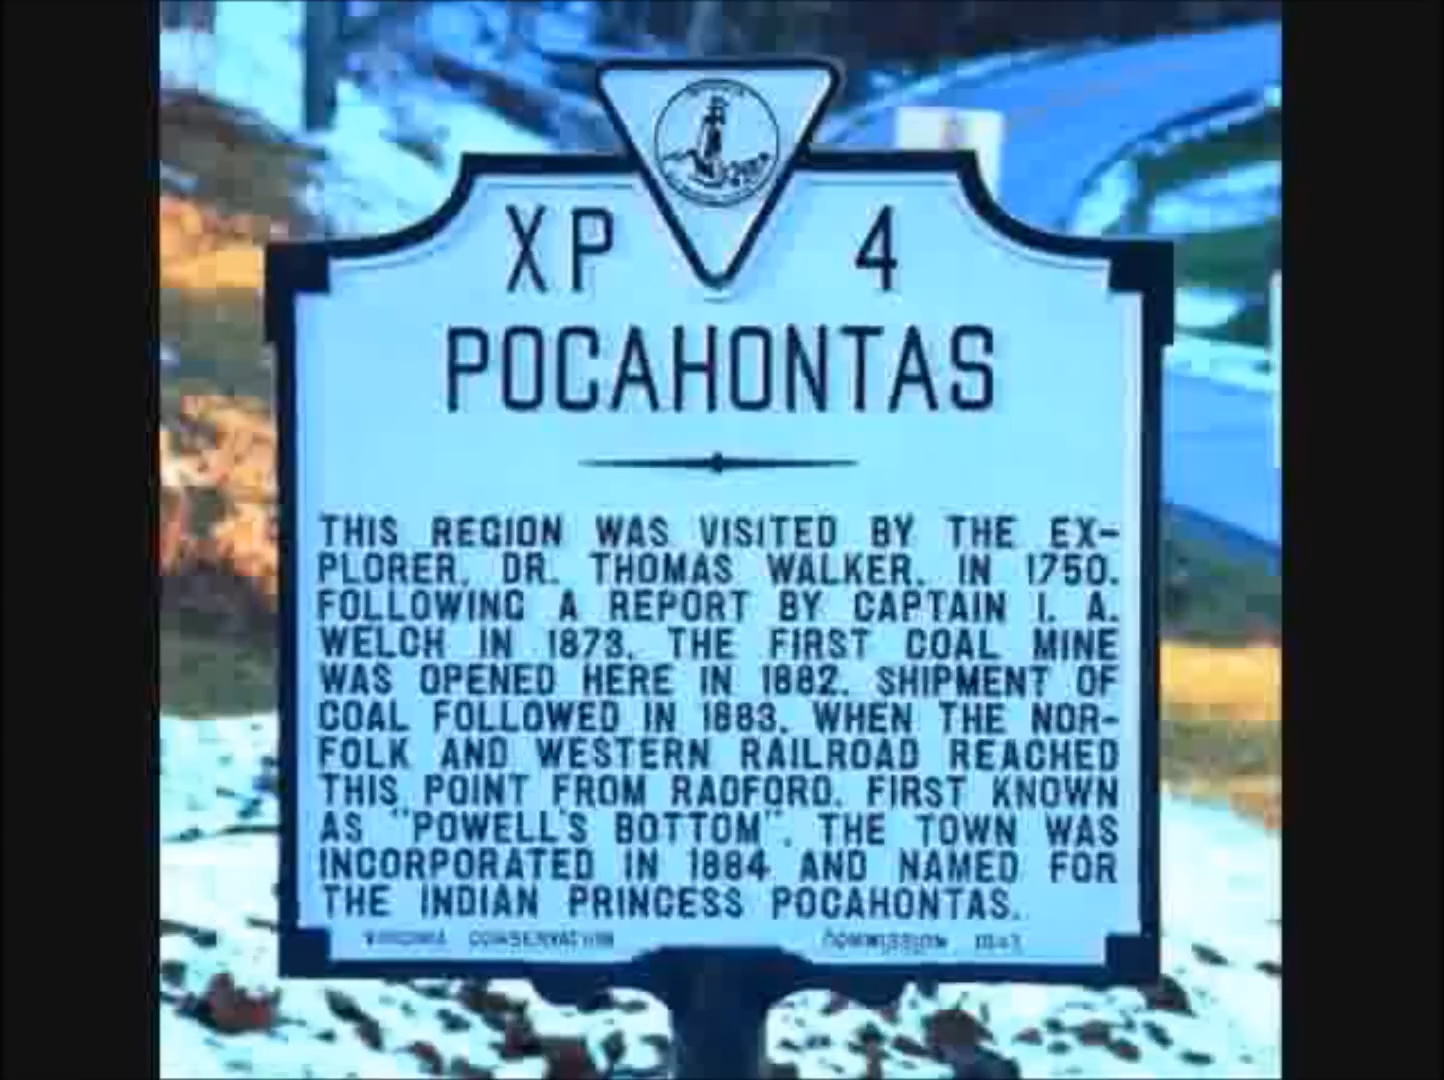 XP 4
POCAHONTAS
THIS REGION WAS VISITED BY THE EX-
PLORER, DR. THOMAS WALKER, IN 1750.
FOLLOWING A REPORT BY CAPTAIN I. A.
WELCH IN 1873, THE FIRST COAL MINE
WAS OPENED HERE IN 1882. SHIPMENT OF
COAL FOLLOWED IN 1883, WHEN THE NOR-
FOLK AND WESTERN RAILROAD REACHED
THIS POINT FROM RADFORD. FIRST KNOWN
AS "POWELL'S BOTTOM", THE TOWN WAS
INCORPORATED IN 1884 AND NAMED FOR
THE INDIAN PRINCESS POCAHONTAS.
VIRGINIA CONSERVATION COMMISSION